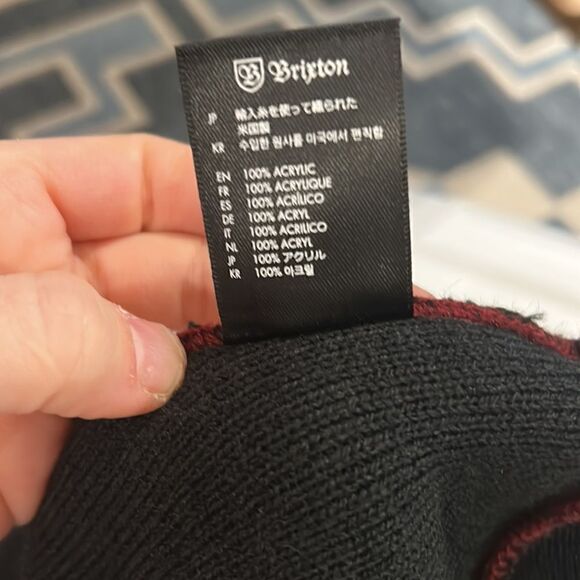 B Brixton
JP 輸入糸を使って織られた
米国製
KR 수입한 원사를 미국에서 편직함
EN 100% ACRYLIC
FR 100% ACRYLIQUE
ES 100% ACRÍLICO
DE 100% ACRYL
IT 100% ACRILICO
NL 100% ACRYL
JP 100% アクリル
KR 100% 아크릴